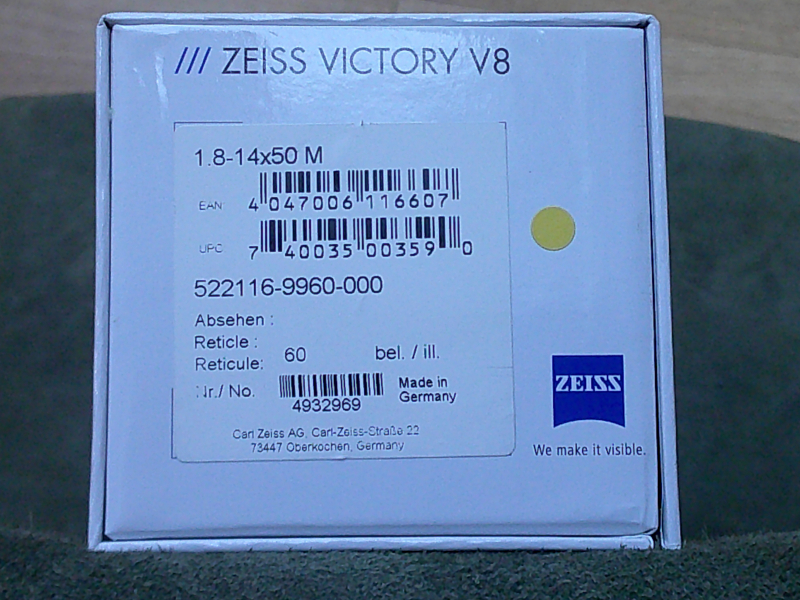 /// ZEISS VICTORY V8
1.8-14x50 M
EAN: 4 047006 116607
UPC: 7 40035 00359 0
522116-9960-000
Absehen :
Reticle :
Reticule: 60 bel. / ill.
Nr./ No. 4932969 Made in Germany
Carl Zeiss AG, Carl-Zeiss-Straße 22
73447 Oberkochen, Germany
ZEISS
We make it visible.